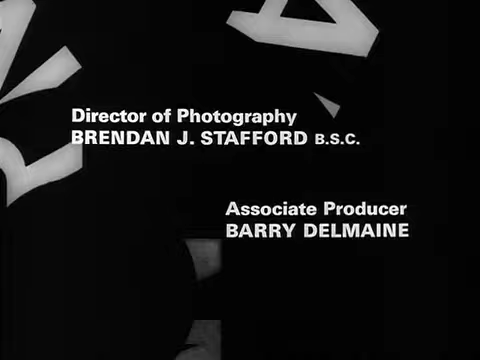 Director of Photography
BRENDAN J. STAFFORD B.S.C.
Associate Producer
BARRY DELMAINE